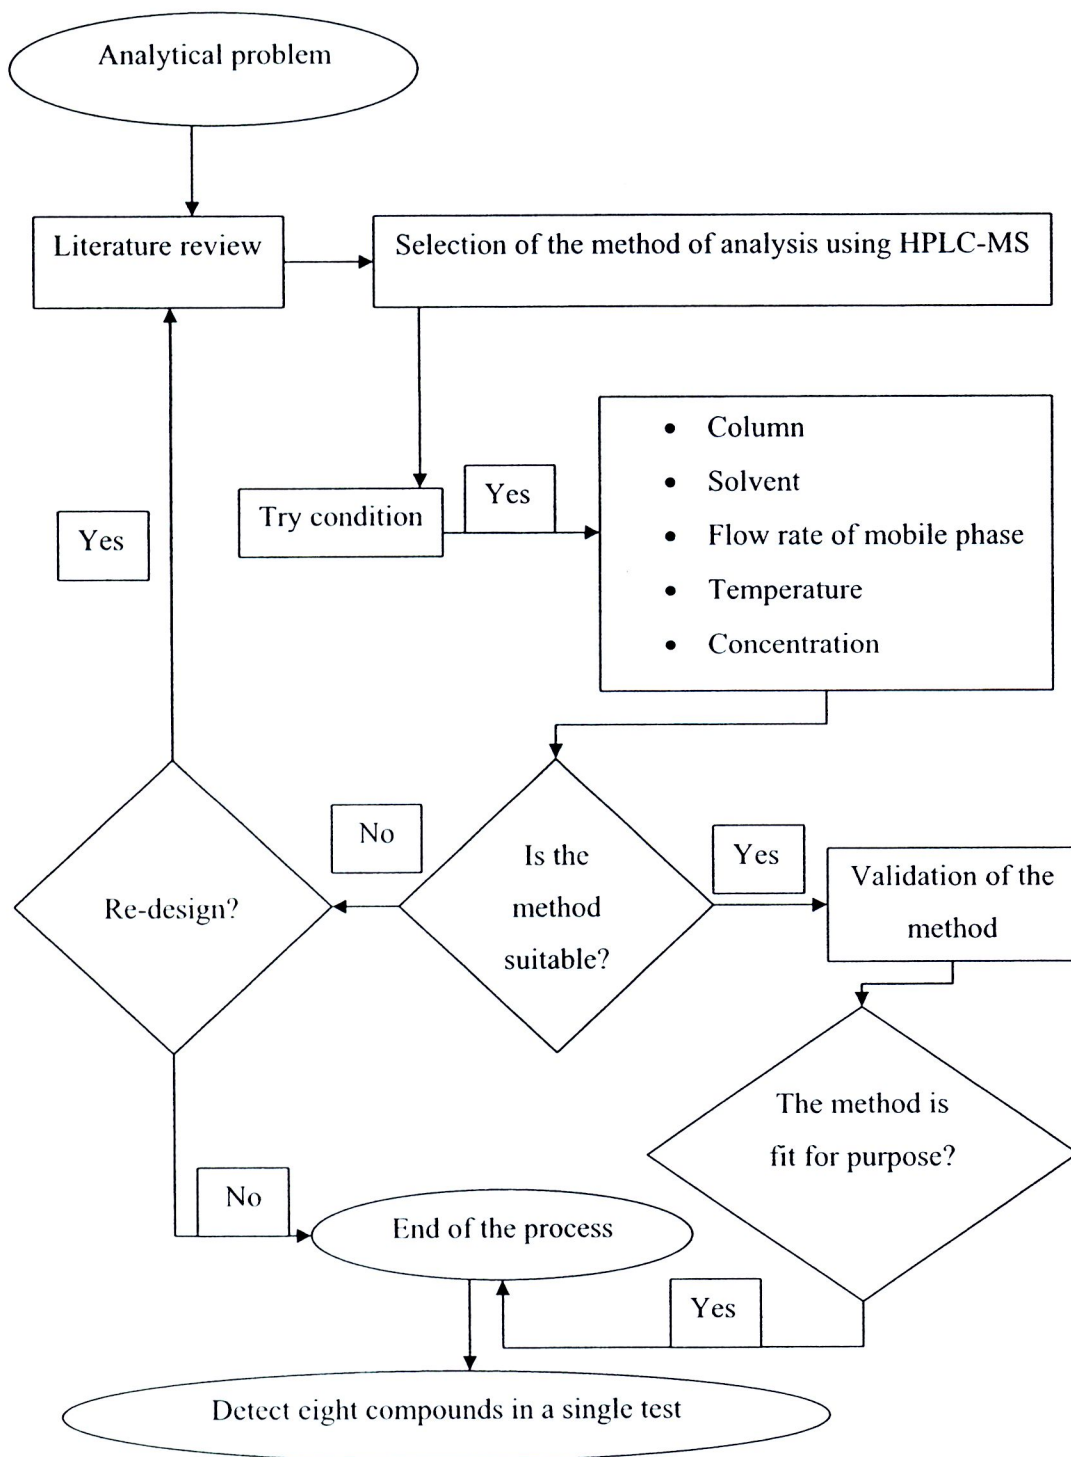 Analytical problem
Literature review
Selection of the method of analysis using HPLC-MS
Try condition
Yes
• Column
• Solvent
• Flow rate of mobile phase
• Temperature
• Concentration
Yes
Re-design?
No
Is the
method
suitable?
Yes
Validation of the
method
The method is
fit for purpose?
No
End of the process
Yes
Detect eight compounds in a single test